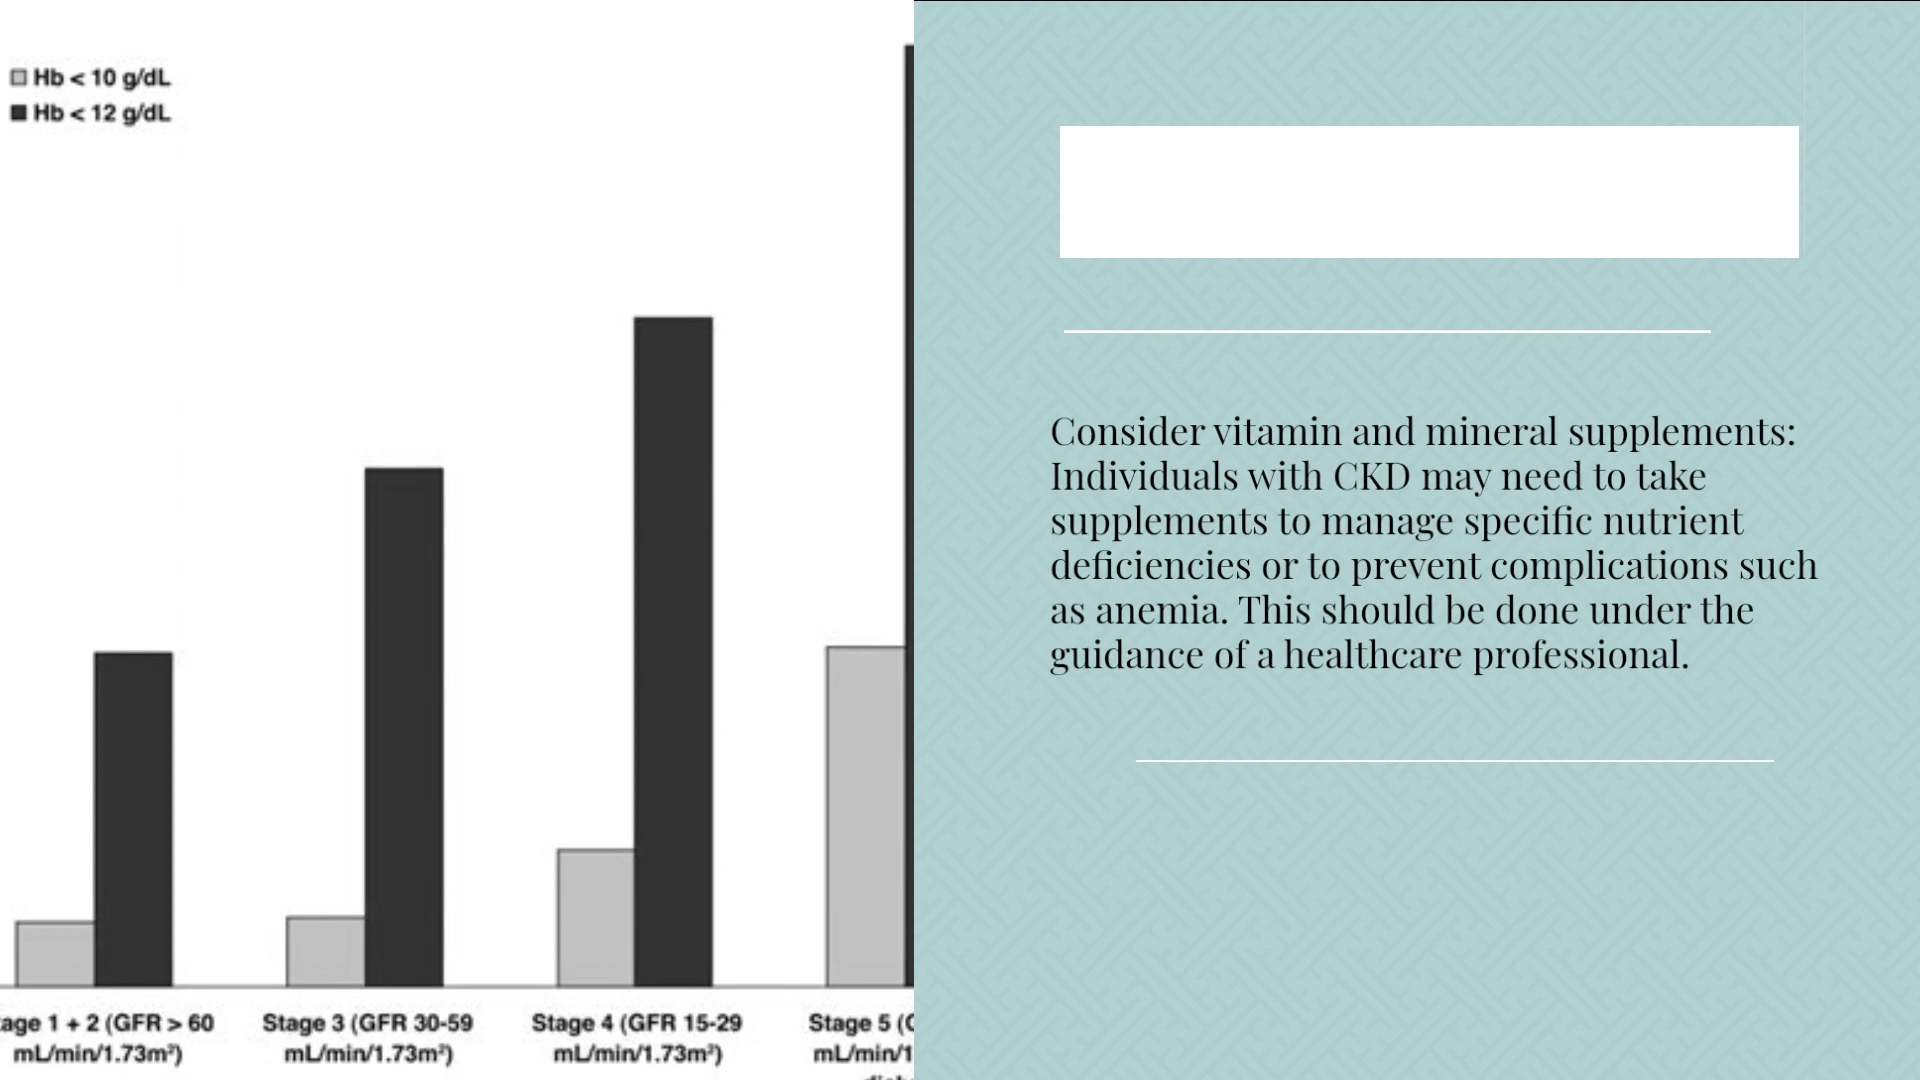 Hb < 10 g/dL
Hb < 12 g/dL
1 + 2 (GFR > 60
mL/min/1.73m²)
Stage 3 (GFR 30-59
mL/min/1.73m²)
Stage 4 (GFR 15-29
mL/min/1.73m²)
Stage 5
Consider vitamin and mineral supplements:
Individuals with CKD may need to take
supplements to manage specific nutrient
deficiencies or to prevent complications such
as anemia. This should be done under the
guidance of a healthcare professional.